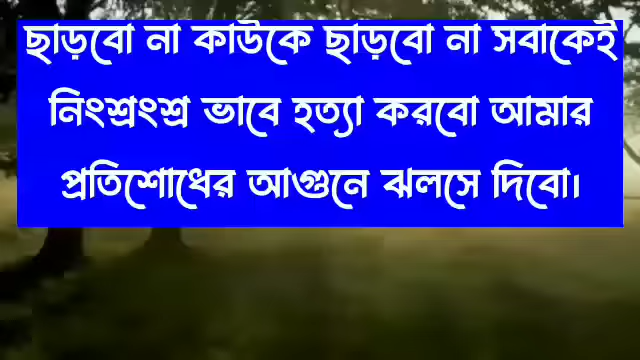 ছাড়বো না কাউকে ছাড়বো না সবাকেই
নিংশ্রংশ্র ভাবে হত্যা করবো আমার
প্রতিশোধের আগুনে ঝলসে দিবো।